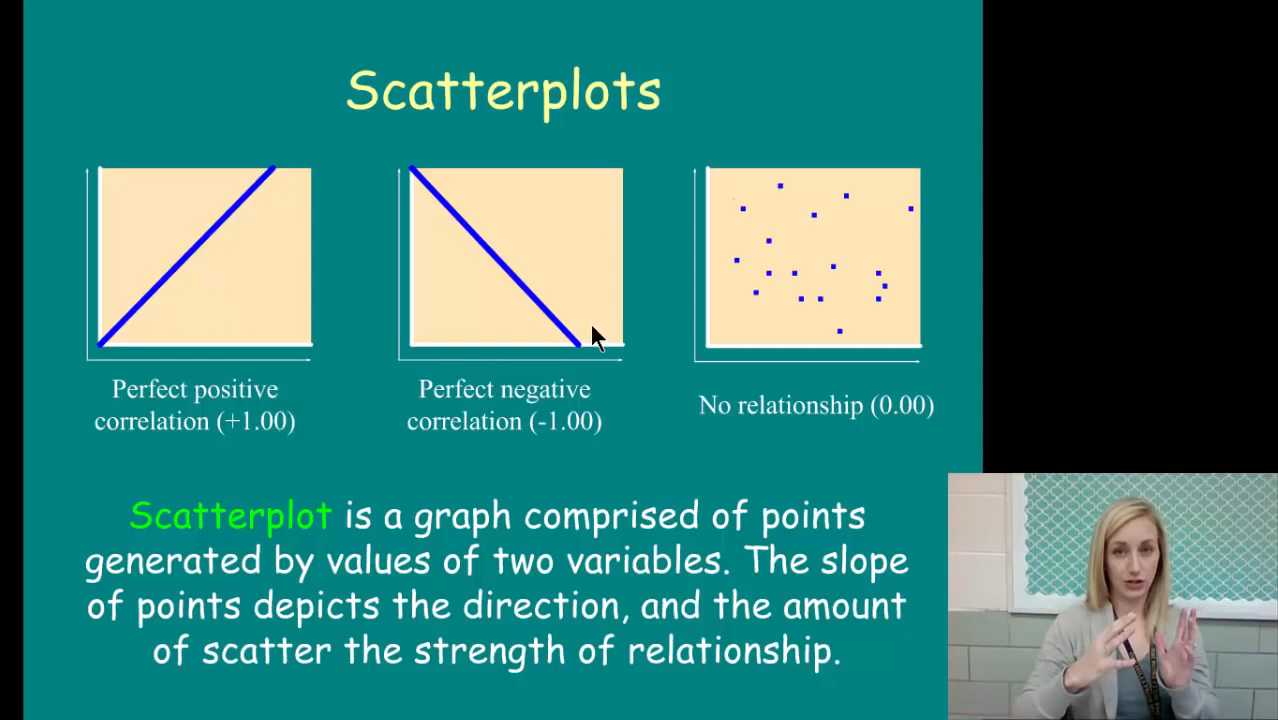 Scatterplots
Perfect positive
correlation (+1.00)
Perfect negative
correlation (-1.00)
No relationship (0.00)
Scatterplot is a graph comprised of points
generated by values of two variables. The slope
of points depicts the direction, and the amount
of scatter the strength of relationship.